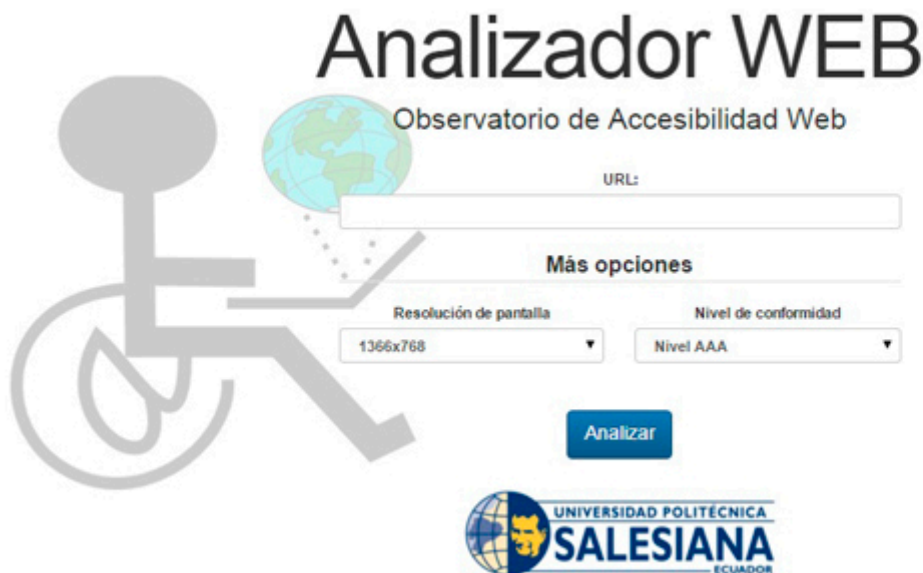 Analizador WEB
Observatorio de Accesibilidad Web
URL:
Más opciones
Resolución de pantalla
Nivel de conformidad
1366x768
Nivel AAA
Analizar
UNIVERSIDAD POLITÉCNICA
SALESIANA
ECUADOR